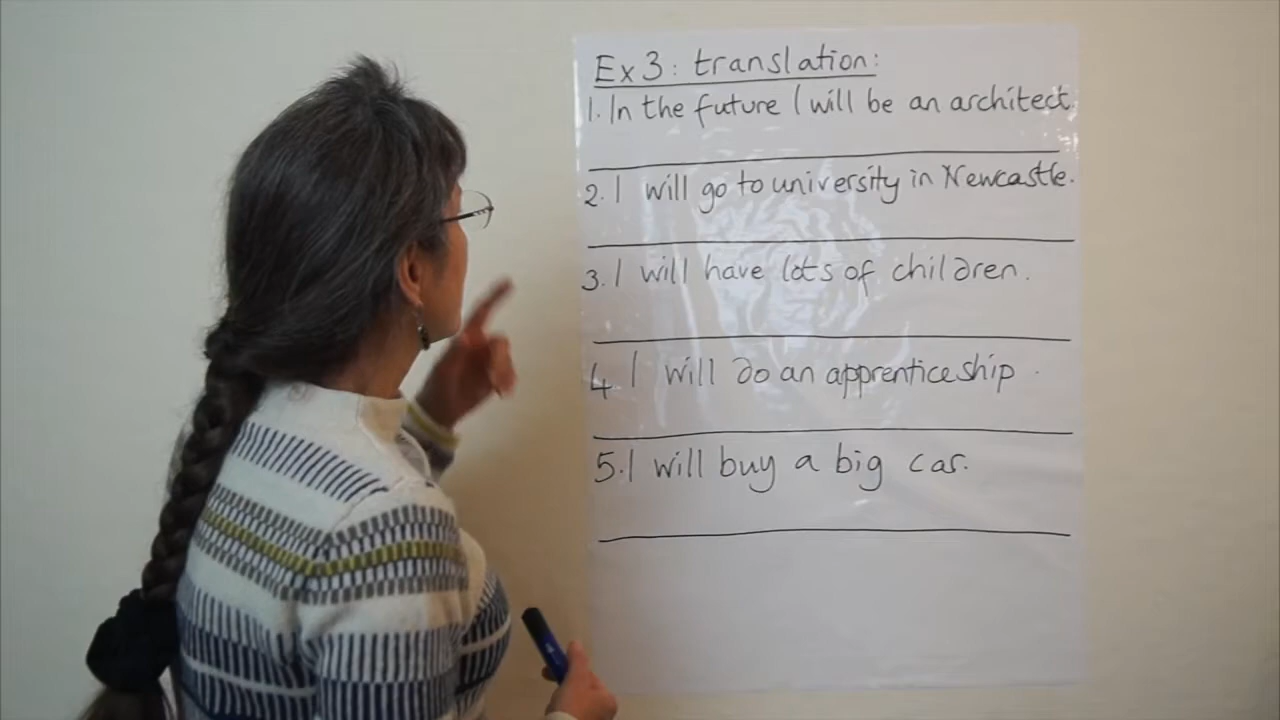 Ex 3: translation:
1. In the future I will be an architect.
2. I will go to university in Newcastle.
3. I will have lots of children.
4 I will do an apprenticeship.
5. I will buy a big car.